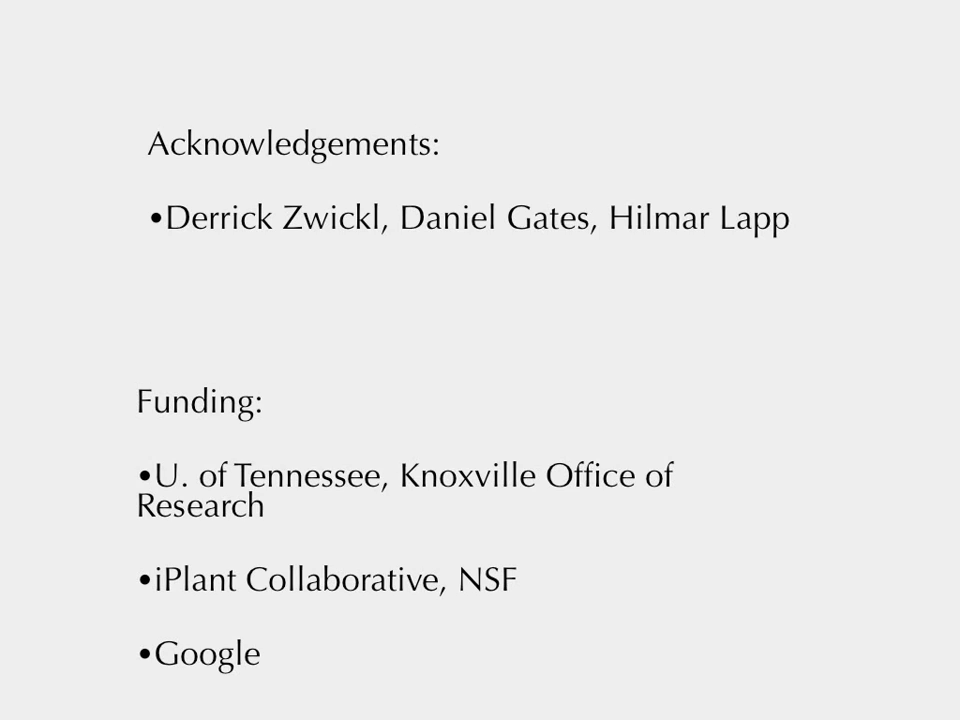 Acknowledgements:
•Derrick Zwickl, Daniel Gates, Hilmar Lapp
Funding:
•U. of Tennessee, Knoxville Office of
Research
•iPlant Collaborative, NSF
•Google